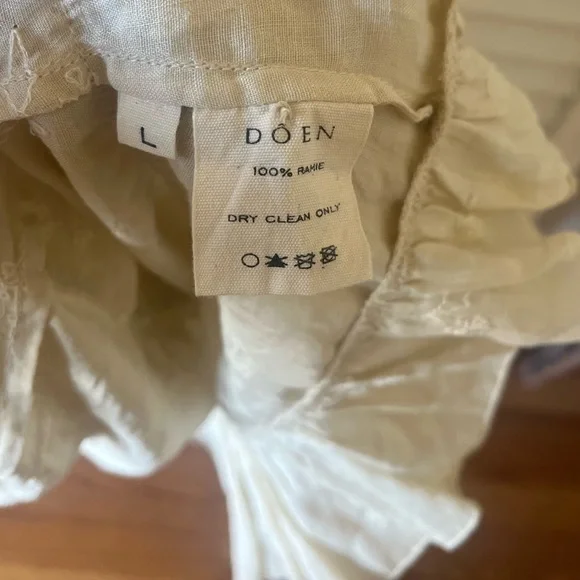 L
DÔEN
100% RAMIE
DRY CLEAN ONLY